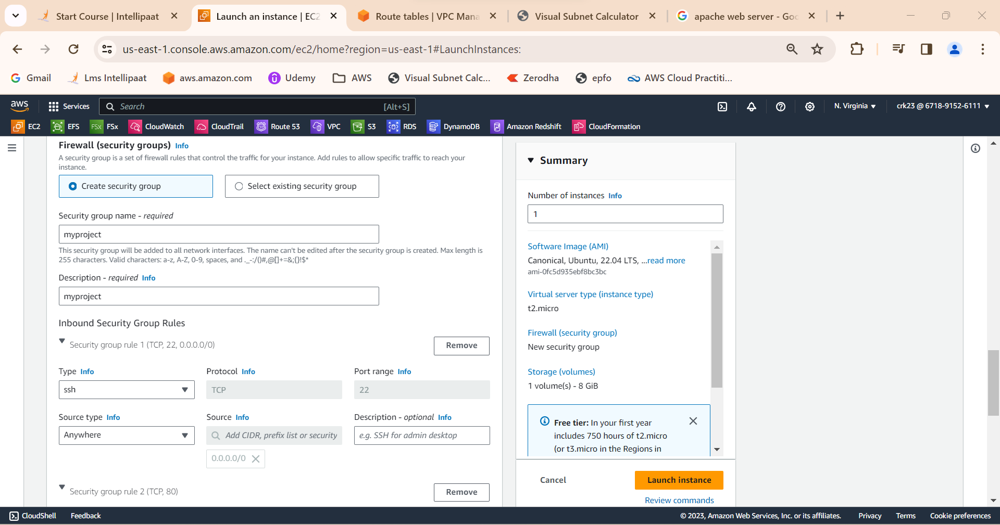 Start Course | Intellipaat
Launch an instance | EC2
Route tables | VPC Mana
Visual Subnet Calculator
apache web server - Goo
us-east-1.console.aws.amazon.com/ec2/home?region=us-east-1#LaunchInstances:
Gmail
Lms Intellipaat
aws.amazon.com
Udemy
AWS
Visual Subnet Calc...
Zerodha
epfo
AWS Cloud Practiti...
aws
Services
Search
[Alt+S]
N. Virginia
crk23 @ 6718-9152-6111
EC2
EFS
FSx
FSx
CloudWatch
CloudTrail
Route 53
VPC
S3
RDS
DynamoDB
Amazon Redshift
CloudFormation
Firewall (security groups) Info
A security group is a set of firewall rules that control the traffic for your instance. Add rules to allow specific traffic to reach your
instance.
Create security group
Select existing security group
Security group name - required
myproject
This security group will be added to all network interfaces. The name can't be edited after the security group is created. Max length is
255 characters. Valid characters: a-z, A-Z, 0-9, spaces, and ._-:/()#,@[]+=&;{}!$*
Description - required Info
myproject
Inbound Security Group Rules
Security group rule 1 (TCP, 22, 0.0.0.0/0)
Remove
Type Info
Protocol Info
Port range Info
ssh
TCP
22
Source type Info
Source Info
Description - optional Info
Anywhere
Add CIDR, prefix list or security
e.g. SSH for admin desktop
0.0.0.0/0
Security group rule 2 (TCP, 80)
Remove
Summary
Number of instances Info
1
Software Image (AMI)
Canonical, Ubuntu, 22.04 LTS, ...read more
ami-0fc5d935ebf8bc3bc
Virtual server type (instance type)
t2.micro
Firewall (security group)
New security group
Storage (volumes)
1 volume(s) - 8 GiB
Free tier: In your first year
includes 750 hours of t2.micro
(or t3.micro in the Regions in
Cancel
Launch instance
Review commands
CloudShell
Feedback
© 2023, Amazon Web Services, Inc. or its affiliates.
Privacy
Terms
Cookie preferences